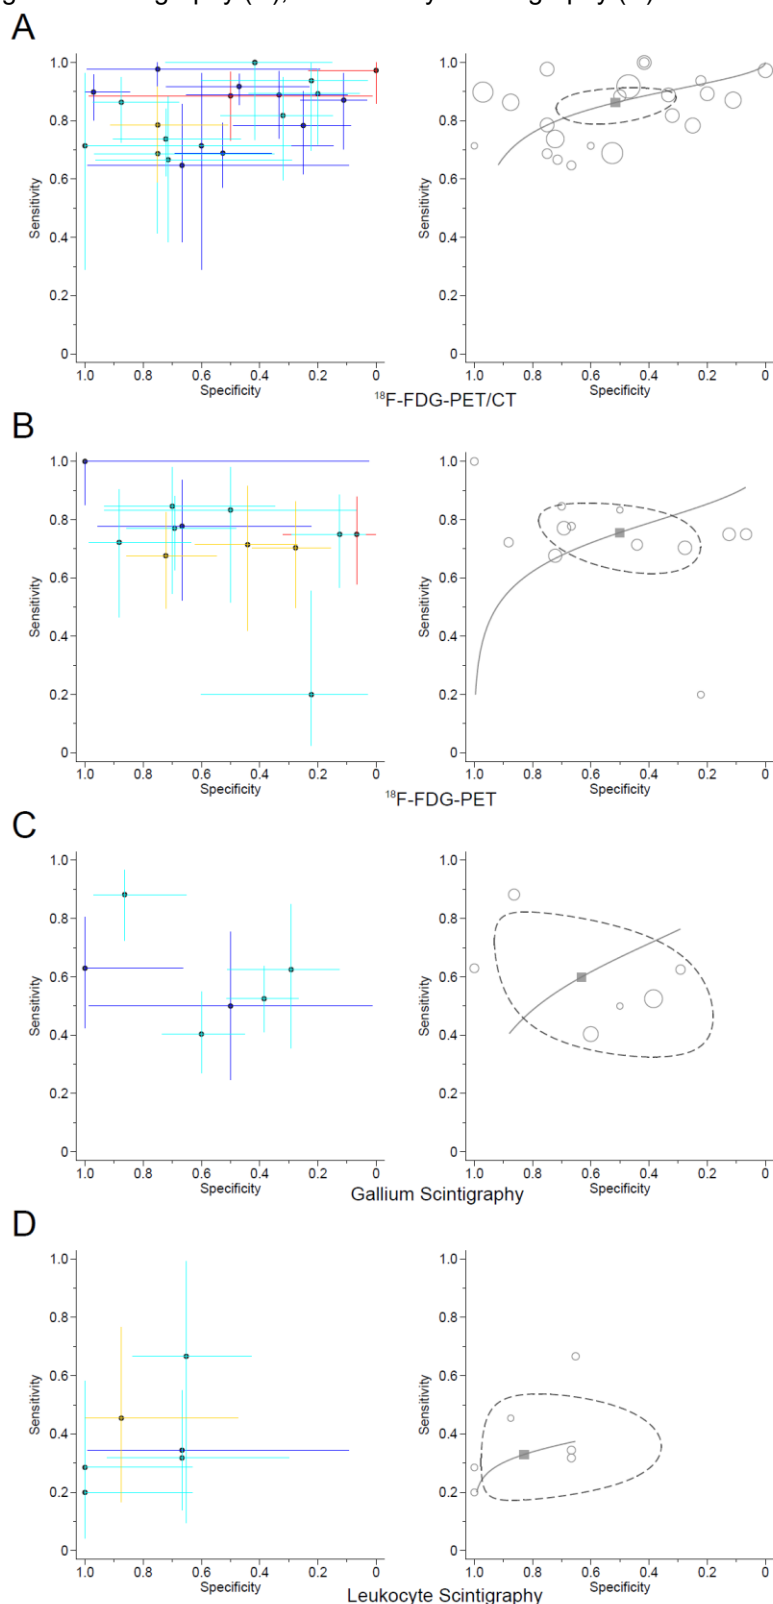 A
1.0 1.0
0.8 0.8
0.6 0.6
Sensitivity Sensitivity
0.4 0.4
0.2 0.2
0 0
1.0 0.8 0.6 0.4 0.2 0 1.0 0.8 0.6 0.4 0.2 0
Specificity Specificity
18F-FDG-PET/CT
B
1.0 1.0
0.8 0.8
0.6 0.6
Sensitivity Sensitivity
0.4 0.4
0.2 0.2
0 0
1.0 0.8 0.6 0.4 0.2 0 1.0 0.8 0.6 0.4 0.2 0
Specificity Specificity
18F-FDG-PET
C
1.0 1.0
0.8 0.8
0.6 0.6
Sensitivity Sensitivity
0.4 0.4
0.2 0.2
0 0
1.0 0.8 0.6 0.4 0.2 0 1.0 0.8 0.6 0.4 0.2 0
Specificity Specificity
Gallium Scintigraphy
D
1.0 1.0
0.8 0.8
0.6 0.6
Sensitivity Sensitivity
0.4 0.4
0.2 0.2
0 0
1.0 0.8 0.6 0.4 0.2 0 1.0 0.8 0.6 0.4 0.2 0
Specificity Specificity
Leukocyte Scintigraphy